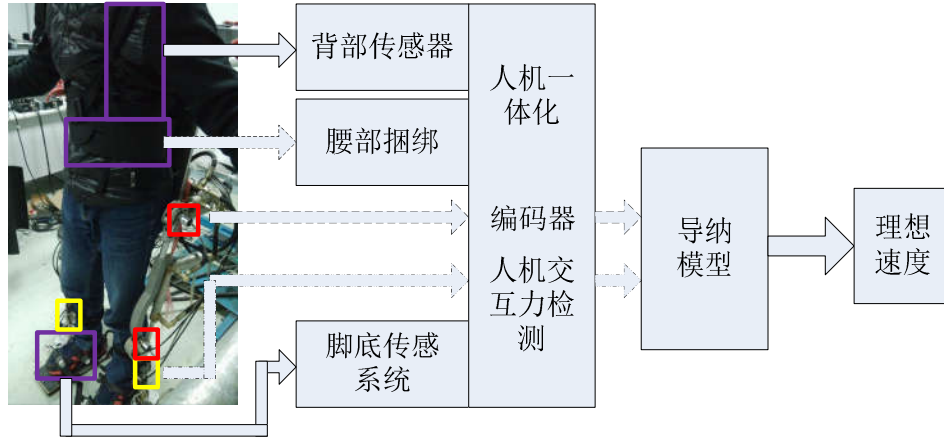 背部传感器
腰部捆绑
脚底传感
系统
人机一
体化
编码器
人机交
互力检
测
导纳
模型
理想
速度